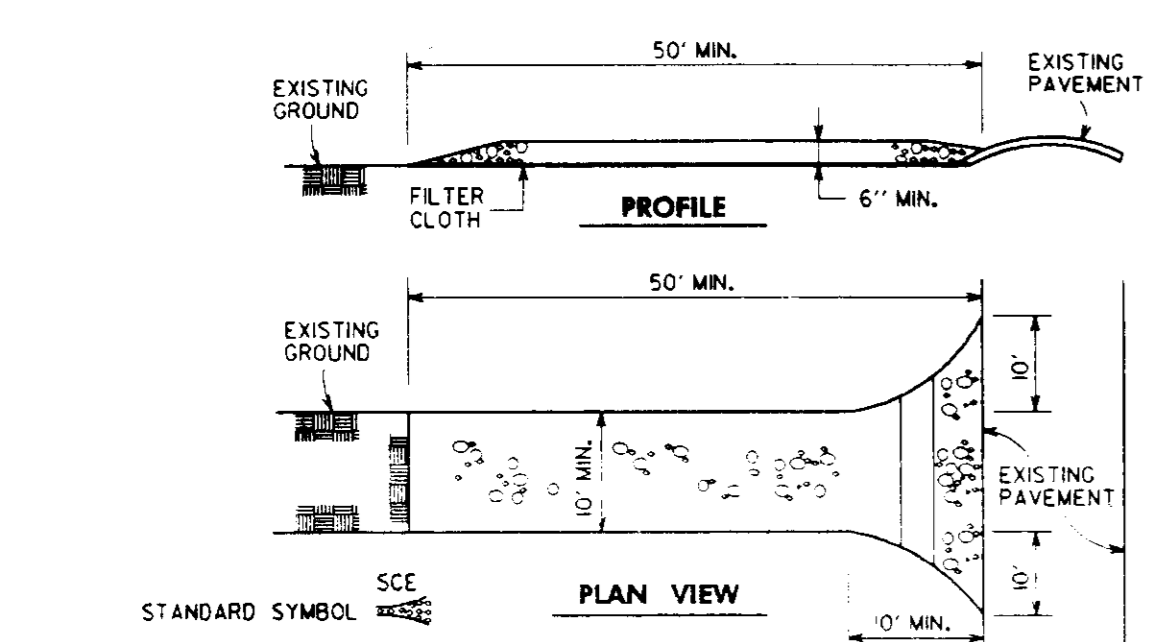 50' MIN.
EXISTING
GROUND
EXISTING
PAVEMENT
FILTER
CLOTH
PROFILE
6'' MIN.
50' MIN.
EXISTING
GROUND
10'
10' MIN.
EXISTING
PAVEMENT
10'
SCE
STANDARD SYMBOL
PLAN VIEW
10' MIN.